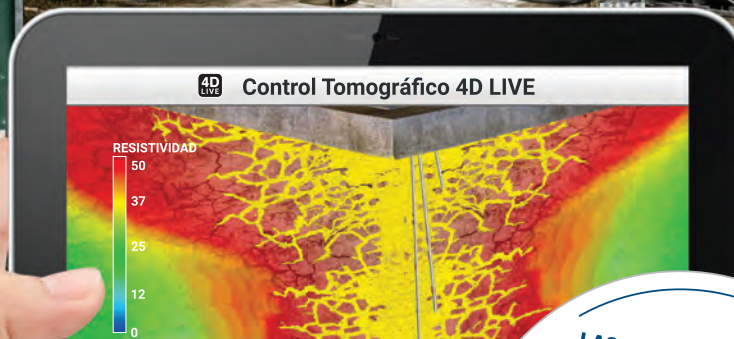 4D
LIVE
Control Tomográfico 4D LIVE
RESISTIVIDAD
50
37
25
12
0